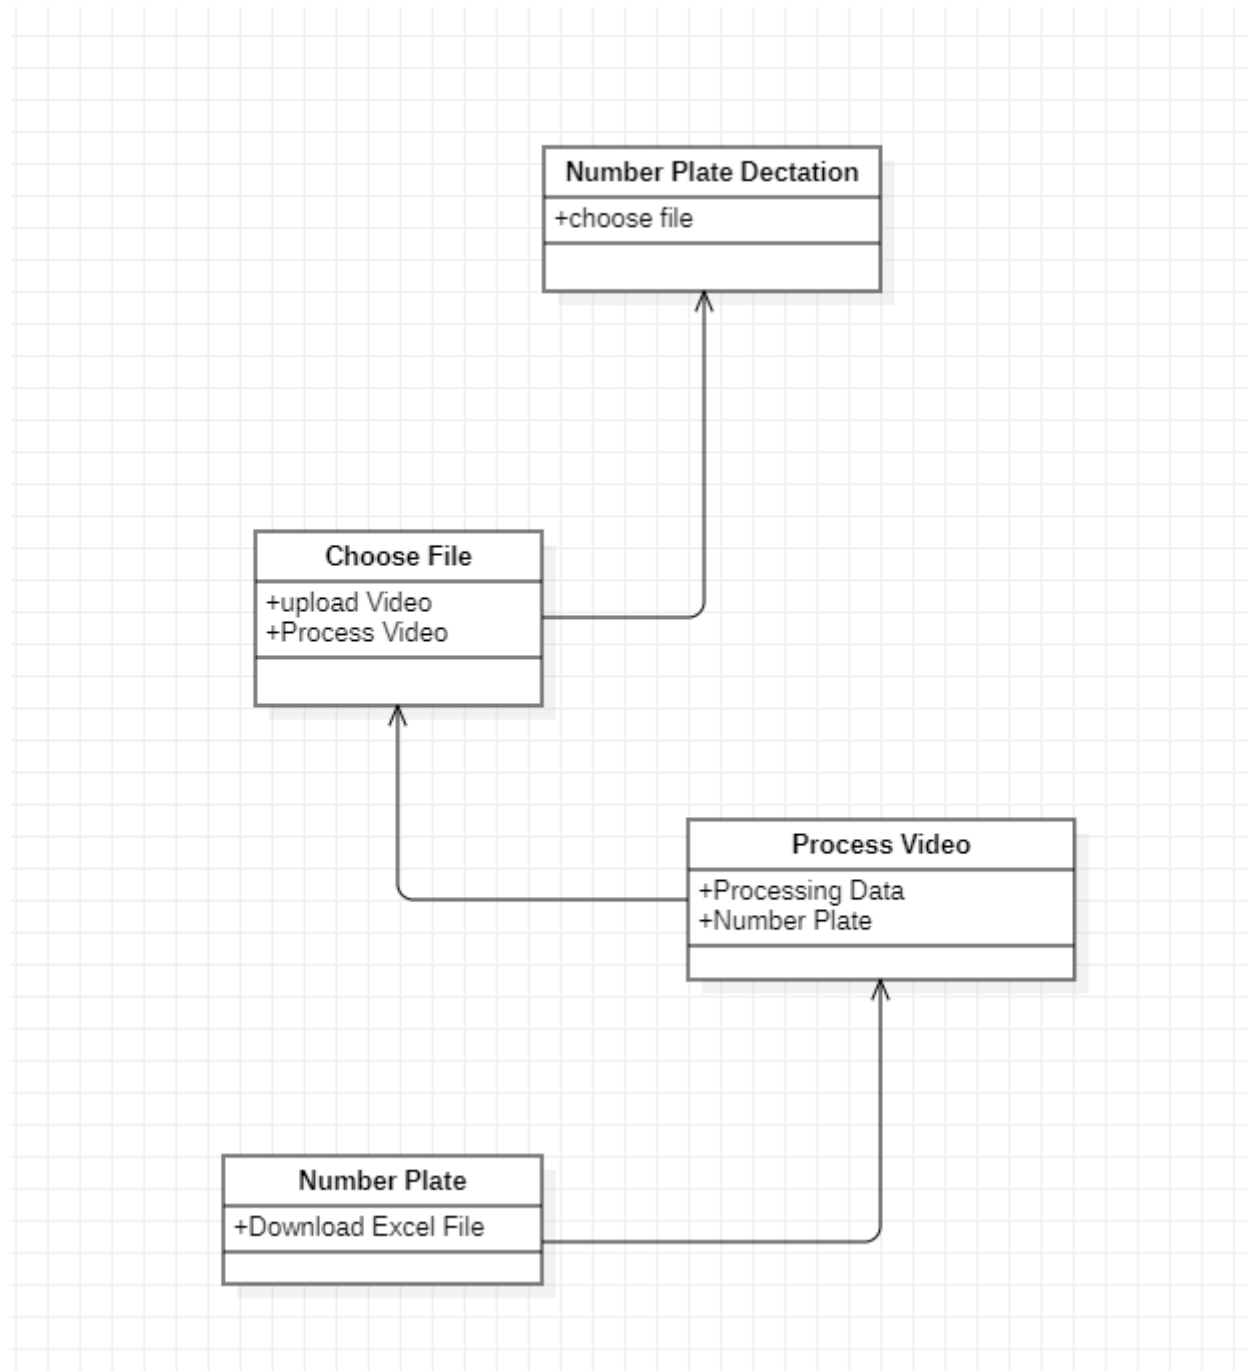 Number Plate Dectation
+choose file
Choose File
+upload Video
+Process Video
Process Video
+Processing Data
+Number Plate
Number Plate
+Download Excel File